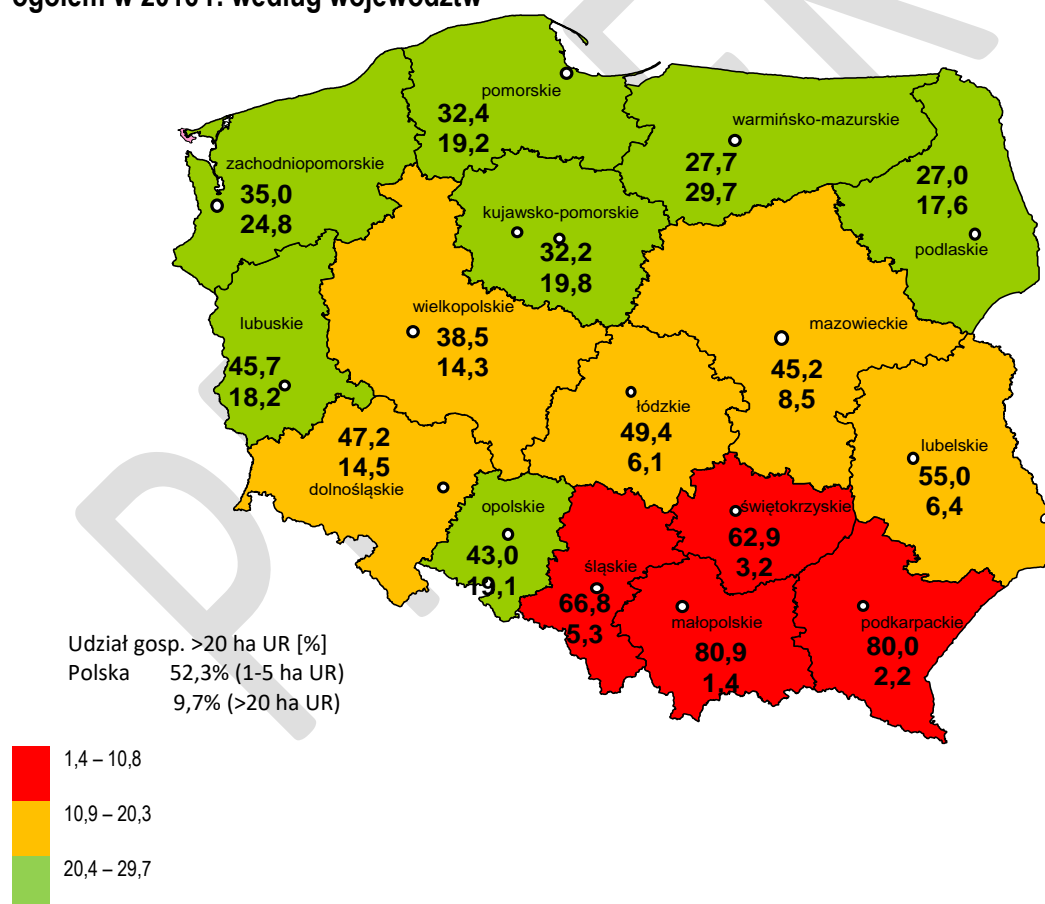 ogółem w 2016 r. według województw
pomorskie
32,4
19,2
warmińsko-mazurskie
27,7
29,7
zachodniopomorskie
35,0
24,8
27,0
17,6
podlaskie
kujawsko-pomorskie
32,2
19,8
wielkopolskie
38,5
14,3
lubuskie
45,7
18,2
mazowieckie
45,2
8,5
łódzkie
49,4
6,1
47,2
14,5
dolnośląskie
lubelskie
55,0
6,4
opolskie
43,0
19,1
świętokrzyskie
62,9
3,2
śląskie
66,8
5,3
małopolskie
80,9
1,4
podkarpackie
80,0
2,2
Udział gosp. >20 ha UR [%]
Polska 52,3% (1-5 ha UR)
9,7% (>20 ha UR)
1,4 – 10,8
10,9 – 20,3
20,4 – 29,7